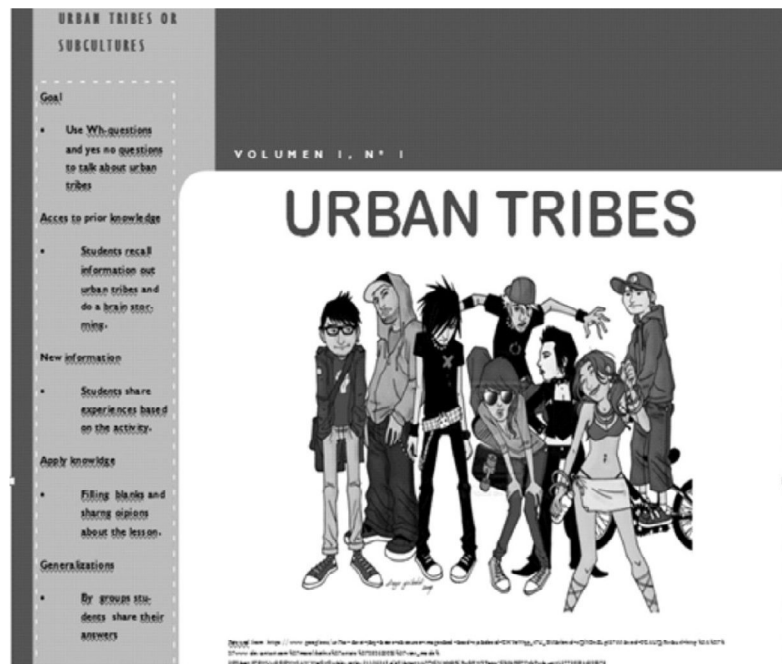 URBAN TRIBES OR
SUBCULTURES
Goal
• Use Wh-questions
and yes no questions
to talk about urban
tribes
Acces to prior knowledge
• Students recall
information out
urban tribes and
do a brain stor-
ming.
New information
• Students share
experiences based
on the activity.
Apply knowldge
• Filling blanks and
sharng oipions
about the lesson.
Generalizations
• By groups stu-
dents share their
answers
VOLUMEN 1, N° 1
URBAN TRIBES